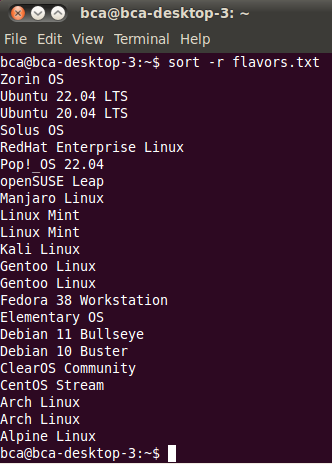 bca@bca-desktop-3: ~
File Edit View Terminal Help
bca@bca-desktop-3:~$ sort -r flavors.txt
Zorin OS
Ubuntu 22.04 LTS
Ubuntu 20.04 LTS
Solus OS
RedHat Enterprise Linux
Pop!_OS 22.04
openSUSE Leap
Manjaro Linux
Linux Mint
Linux Mint
Kali Linux
Gentoo Linux
Gentoo Linux
Fedora 38 Workstation
Elementary OS
Debian 11 Bullseye
Debian 10 Buster
ClearOS Community
CentOS Stream
Arch Linux
Arch Linux
Alpine Linux
bca@bca-desktop-3:~$